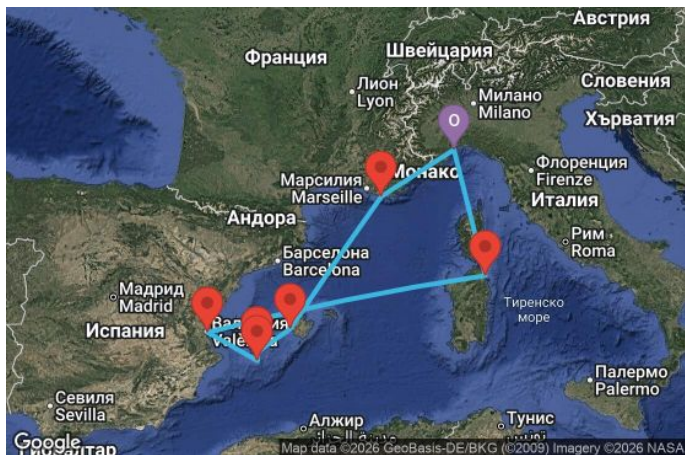 Австрия
Франция
Швейцария
Лион
Lyon
Милано
Milano
Словения
Хърватия
O
Монако
Марсилия
Marseille
Флоренция
Firenze
Италия
Андора
Рим
Roma
Барселона
Barcelona
Мадрид
Madrid
Тиренско
море
Испания
València
Палермо
Palermo
Севиля
Sevilla
Алжир
Тунис
Google
Map data ©2026 GeoBasis-DE/BKG (©2009) Imagery ©2026 NASA